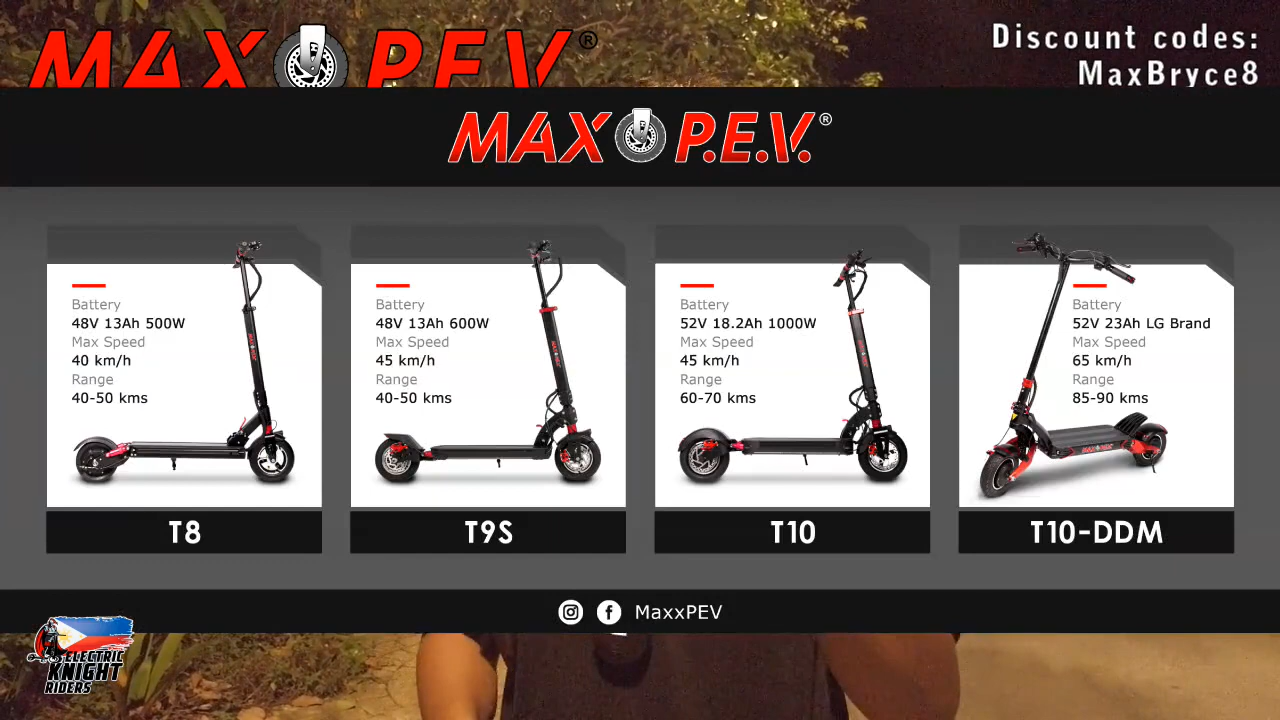 MAX P.E.V.®
Discount codes:
MaxBryce8
MAX P.E.V.®
Battery
48V 13Ah 500W
Max Speed
40 km/h
Range
40-50 kms
T8
Battery
48V 13Ah 600W
Max Speed
45 km/h
Range
40-50 kms
T9S
Battery
52V 18.2Ah 1000W
Max Speed
45 km/h
Range
60-70 kms
T10
Battery
52V 23Ah LG Brand
Max Speed
65 km/h
Range
85-90 kms
T10-DDM
MaxxPEV
ELECTRIC
KNIGHT
RIDERS